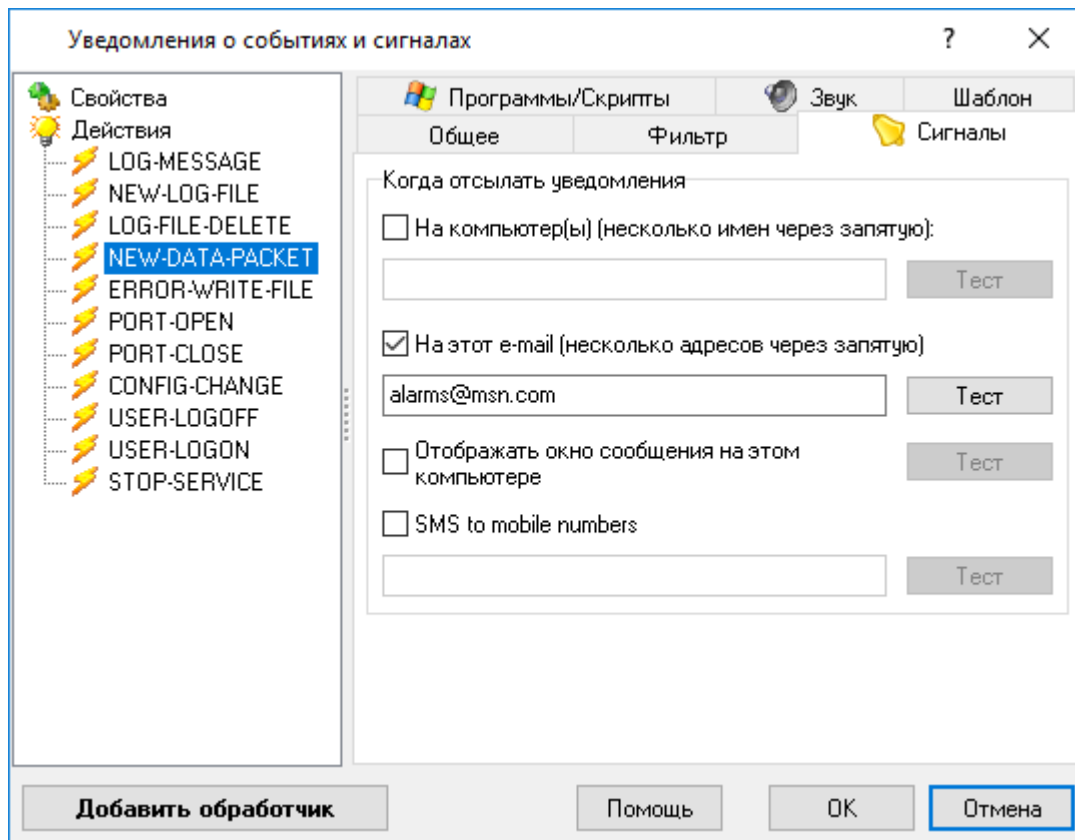 Уведомления о событиях и сигналах
?
Свойства
Действия
LOG-MESSAGE
NEW-LOG-FILE
LOG-FILE-DELETE
NEW-DATA-PACKET
ERROR-WRITE-FILE
PORT-OPEN
PORT-CLOSE
CONFIG-CHANGE
USER-LOGOFF
USER-LOGON
STOP-SERVICE
Программы/Скрипты
Звук
Шаблон
Общее
Фильтр
Сигналы
Когда отсылать уведомления
На компьютер(ы) (несколько имен через запятую):
Тест
На этот e-mail (несколько адресов через запятую)
alarms@msn.com
Тест
Отображать окно сообщения на этом
компьютере
Тест
SMS to mobile numbers
Тест
Добавить обработчик
Помощь
OK
Отмена